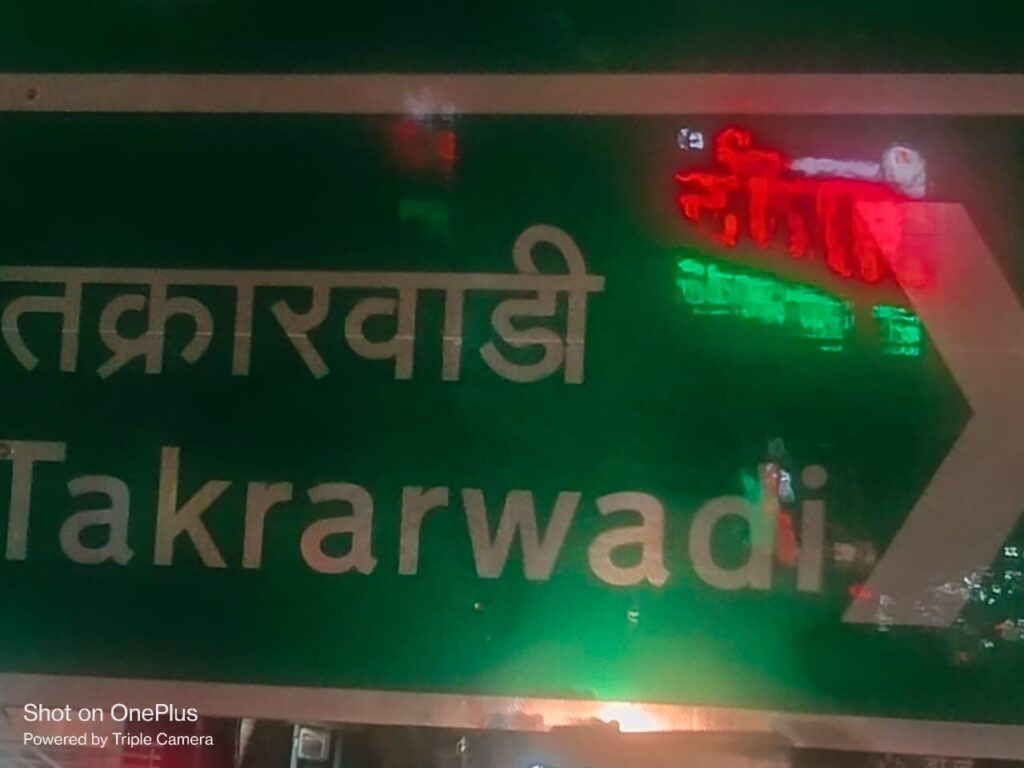 तक्रारवाडी
Takrarwadi
Shot on OnePlus
Powered by Triple Camera